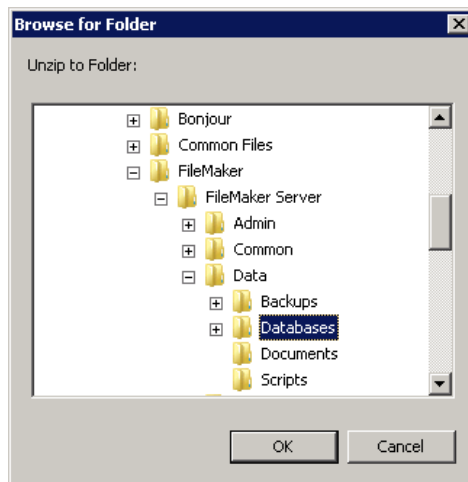 Browse for Folder
Unzip to Folder:
Bonjour
Common Files
FileMaker
FileMaker Server
Admin
Common
Data
Backups
Databases
Documents
Scripts
OK Cancel